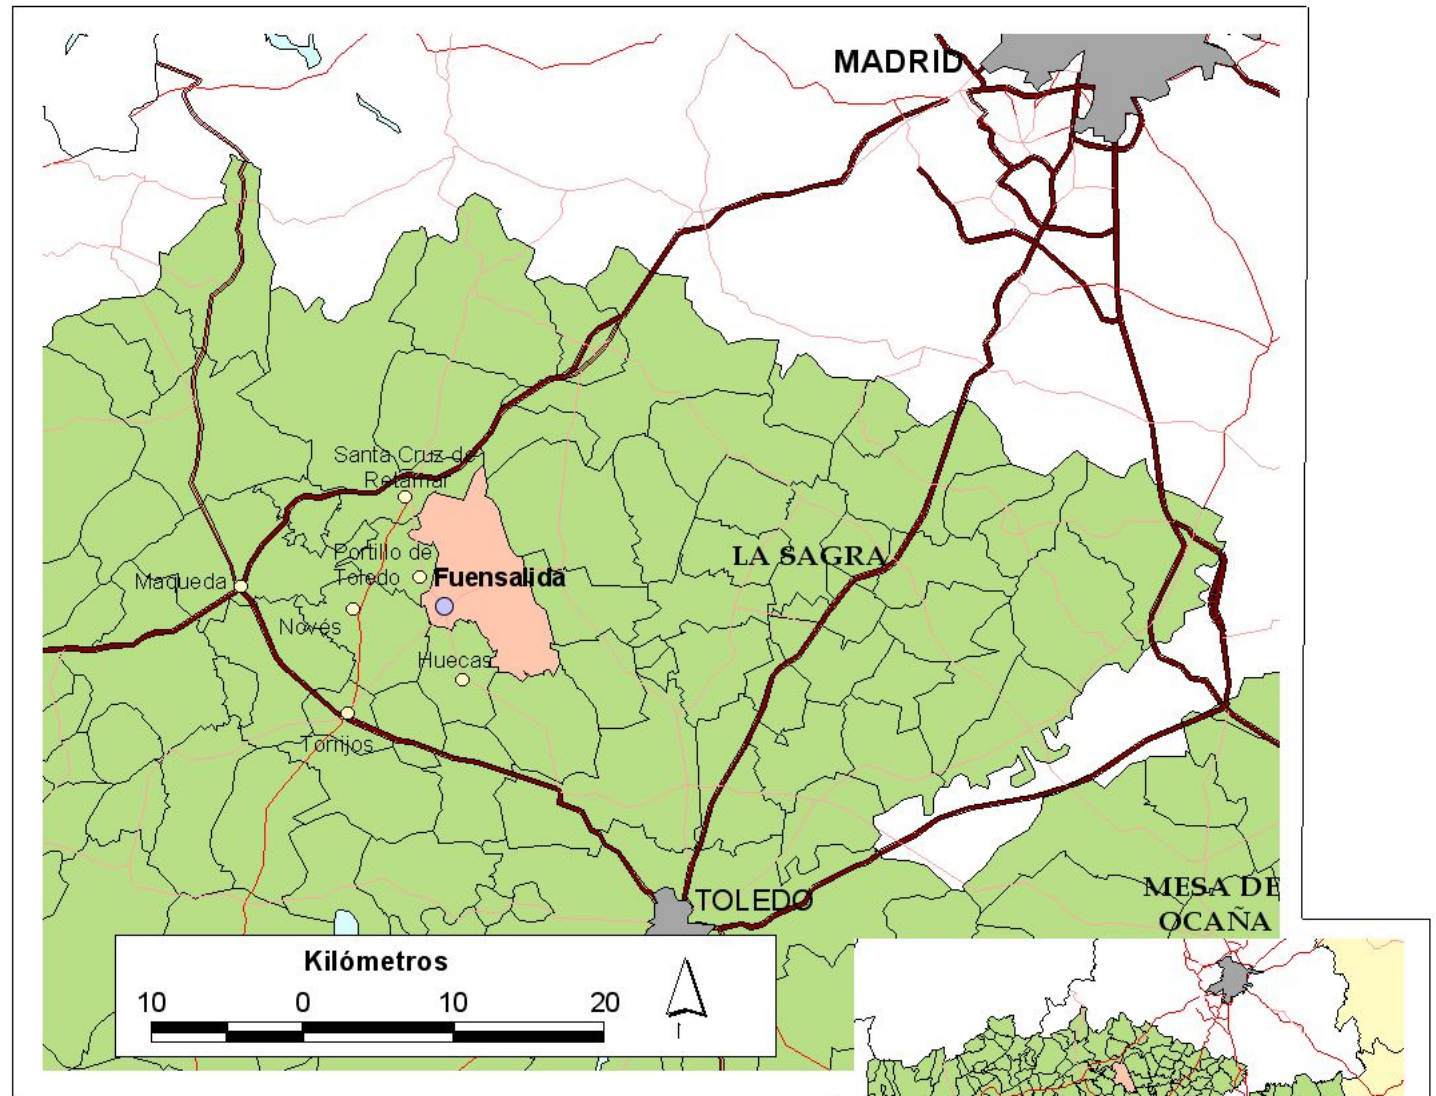 MADRID
Santa Cruz de
Retamar
LA SAGRA
Portillo de
Toledo
Fuensalida
Maqueda
Novés
Huecas
Torrijos
TOLEDO
MESA DE
OCAÑA
Kilómetros
10 0 10 20